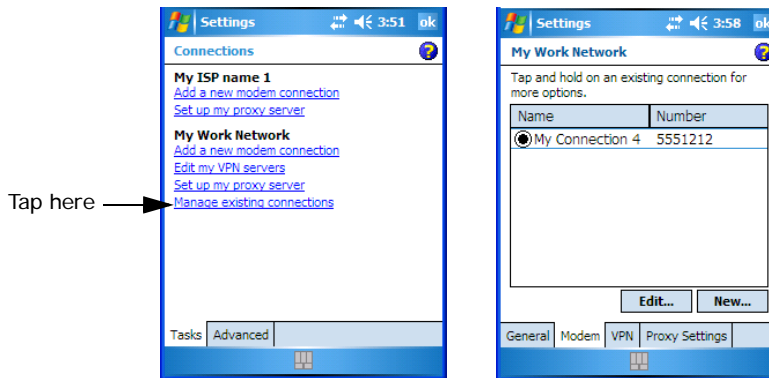 Settings 3:51 ok
Connections
My ISP name 1
Add a new modem connection
Set up my proxy server
My Work Network
Add a new modem connection
Edit my VPN servers
Set up my proxy server
Manage existing connections
Tap here
Tasks Advanced
Settings 3:58 ok
My Work Network
Tap and hold on an existing connection for
more options.
Name Number
My Connection 4 5551212
Edit... New...
General Modem VPN Proxy Settings